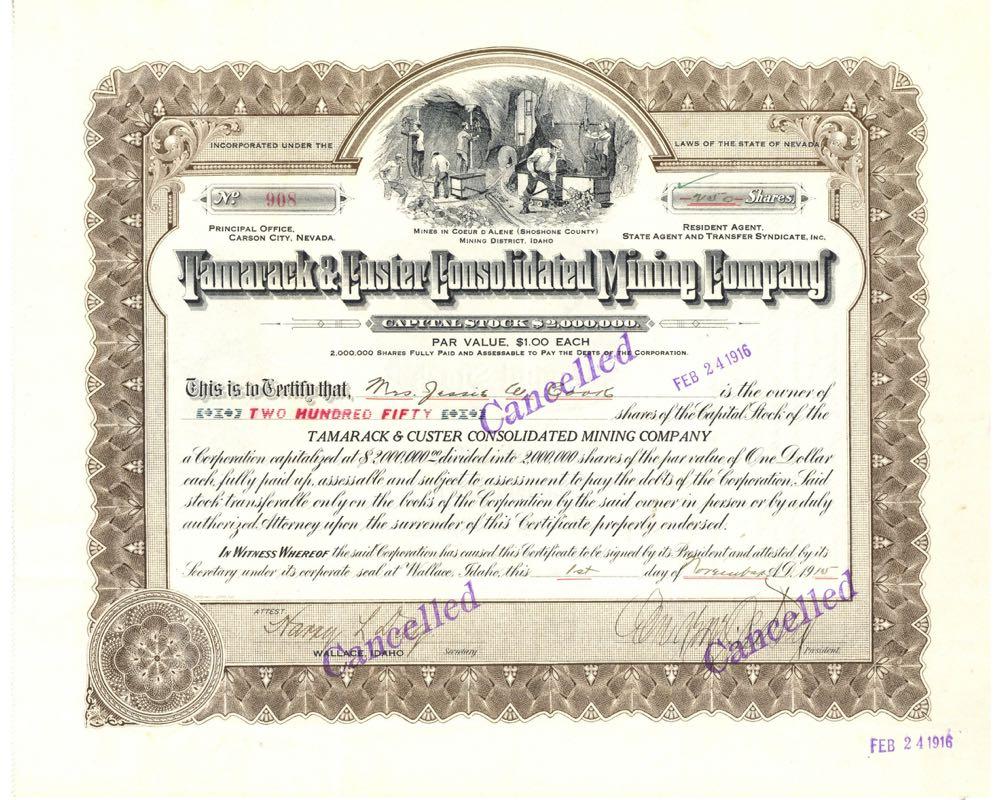 INCORPORATED UNDER THE LAWS OF THE STATE OF NEVADA
No. 908
250 Shares.
PRINCIPAL OFFICE,
CARSON CITY, NEVADA.
MINES IN COEUR D ALENE (SHOSHONE COUNTY)
MINING DISTRICT, IDAHO
RESIDENT AGENT,
STATE AGENT AND TRANSFER SYNDICATE, INC.
Tamarack & Custer Consolidated Mining Company
CAPITAL STOCK $2,000,000.
PAR VALUE, $1.00 EACH
2,000,000 SHARES FULLY PAID AND ASSESSABLE TO PAY THE DEBTS OF THE CORPORATION.
Cancelled
FEB 24 1916
This is to Certify that, Mrs. Jessie W. is the owner of
TWO HUNDRED FIFTY shares of the Capital Stock of the
TAMARACK & CUSTER CONSOLIDATED MINING COMPANY
a Corporation capitalized at $2,000,000.00 divided into 2,000,000 shares of the par value of One Dollar
each, fully paid up, assessable and subject to assessment to pay the debts of the Corporation. Said
stock transferable only on the books of the Corporation by the said owner in person or by a duly
authorized Attorney upon the surrender of this Certificate properly endorsed.
IN WITNESS WHEREOF the said Corporation has caused this Certificate to be signed by its President and attested by its
Secretary under its corporate seal at Wallace, Idaho, this 1st day of November A.D. 1915
ATTEST
Harry L.
WALLACE, IDAHO Secretary
Cancelled
President.
Cancelled
FEB 24 1916